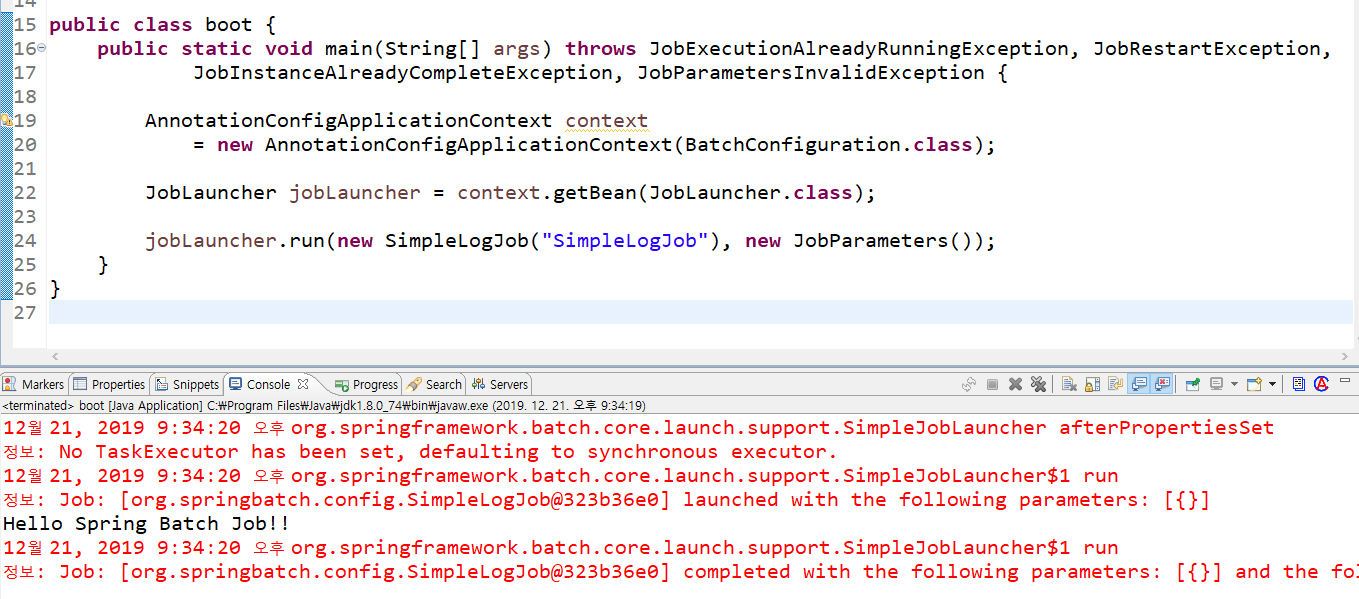 14
15 public class boot {
16 public static void main(String[] args) throws JobExecutionAlreadyRunningException, JobRestartException,
17 JobInstanceAlreadyCompleteException, JobParametersInvalidException {
18
19 AnnotationConfigApplicationContext context
20 = new AnnotationConfigApplicationContext(BatchConfiguration.class);
21
22 JobLauncher jobLauncher = context.getBean(JobLauncher.class);
23
24 jobLauncher.run(new SimpleLogJob("SimpleLogJob"), new JobParameters());
25 }
26 }
27
Markers Properties Snippets Console Progress Search Servers
<terminated> boot [Java Application] C:₩Program Files₩Java₩jdk1.8.0_74₩bin₩javaw.exe (2019. 12. 21. 오후 9:34:19)
12월 21, 2019 9:34:20 오후 org.springframework.batch.core.launch.support.SimpleJobLauncher afterPropertiesSet
정보: No TaskExecutor has been set, defaulting to synchronous executor.
12월 21, 2019 9:34:20 오후 org.springframework.batch.core.launch.support.SimpleJobLauncher$1 run
정보: Job: [org.springbatch.config.SimpleLogJob@323b36e0] launched with the following parameters: [{}]
Hello Spring Batch Job!!
12월 21, 2019 9:34:20 오후 org.springframework.batch.core.launch.support.SimpleJobLauncher$1 run
정보: Job: [org.springbatch.config.SimpleLogJob@323b36e0] completed with the following parameters: [{}] and the fol